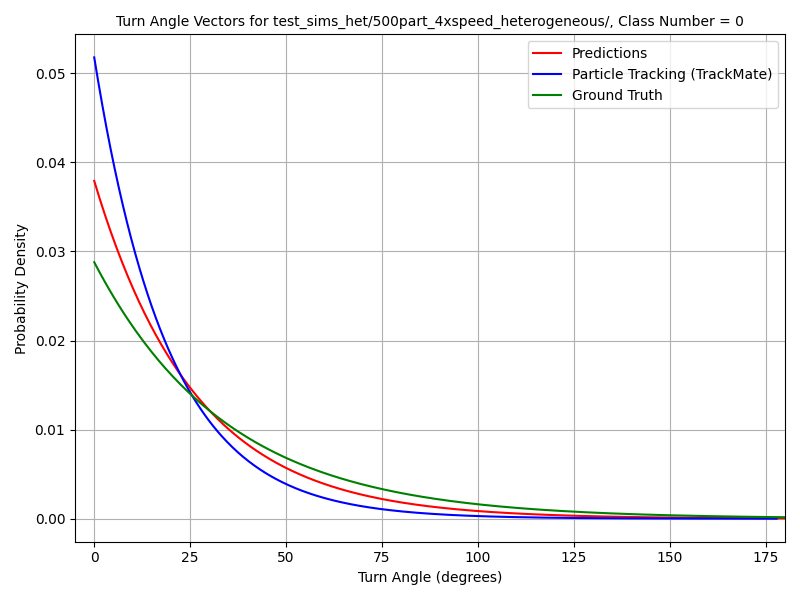 Turn Angle Vectors for test_sims_het/500part_4xspeed_heterogeneous/, Class Number = 0
Predictions
Particle Tracking (TrackMate)
Ground Truth
Probability Density
0.05
0.04
0.03
0.02
0.01
0.00
0 25 50 75 100 125 150 175
Turn Angle (degrees)